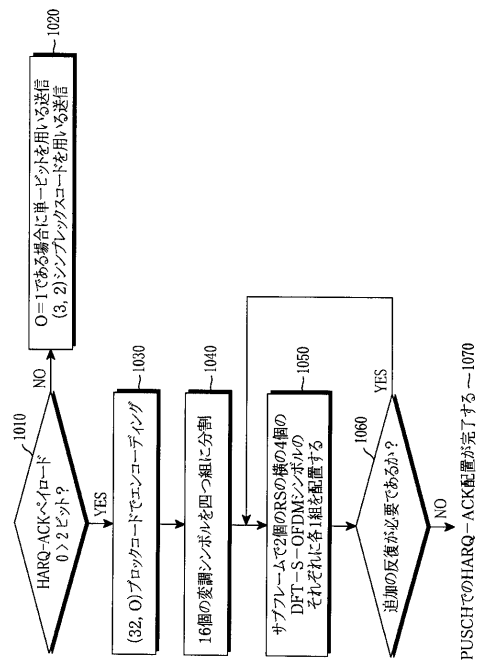 1010
HARQ-ACKペイロード
0 > 2 ビット?
NO
1020
O=1である場合に単一ビットを用いる送信
(3, 2)シンプレックスコードを用いる送信
YES
1030
(32, O)ブロックコードでエンコーディング
1040
16個の変調シンボルを四つ組に分割
1050
サブフレームで2個のRSの横の4個の
DFT-S-OFDMシンボルの
それぞれに各1組を配置する
1060
追加の反復が必要であるか?
YES
NO
PUSCHでのHARQ-ACK配置が完了する ~1070